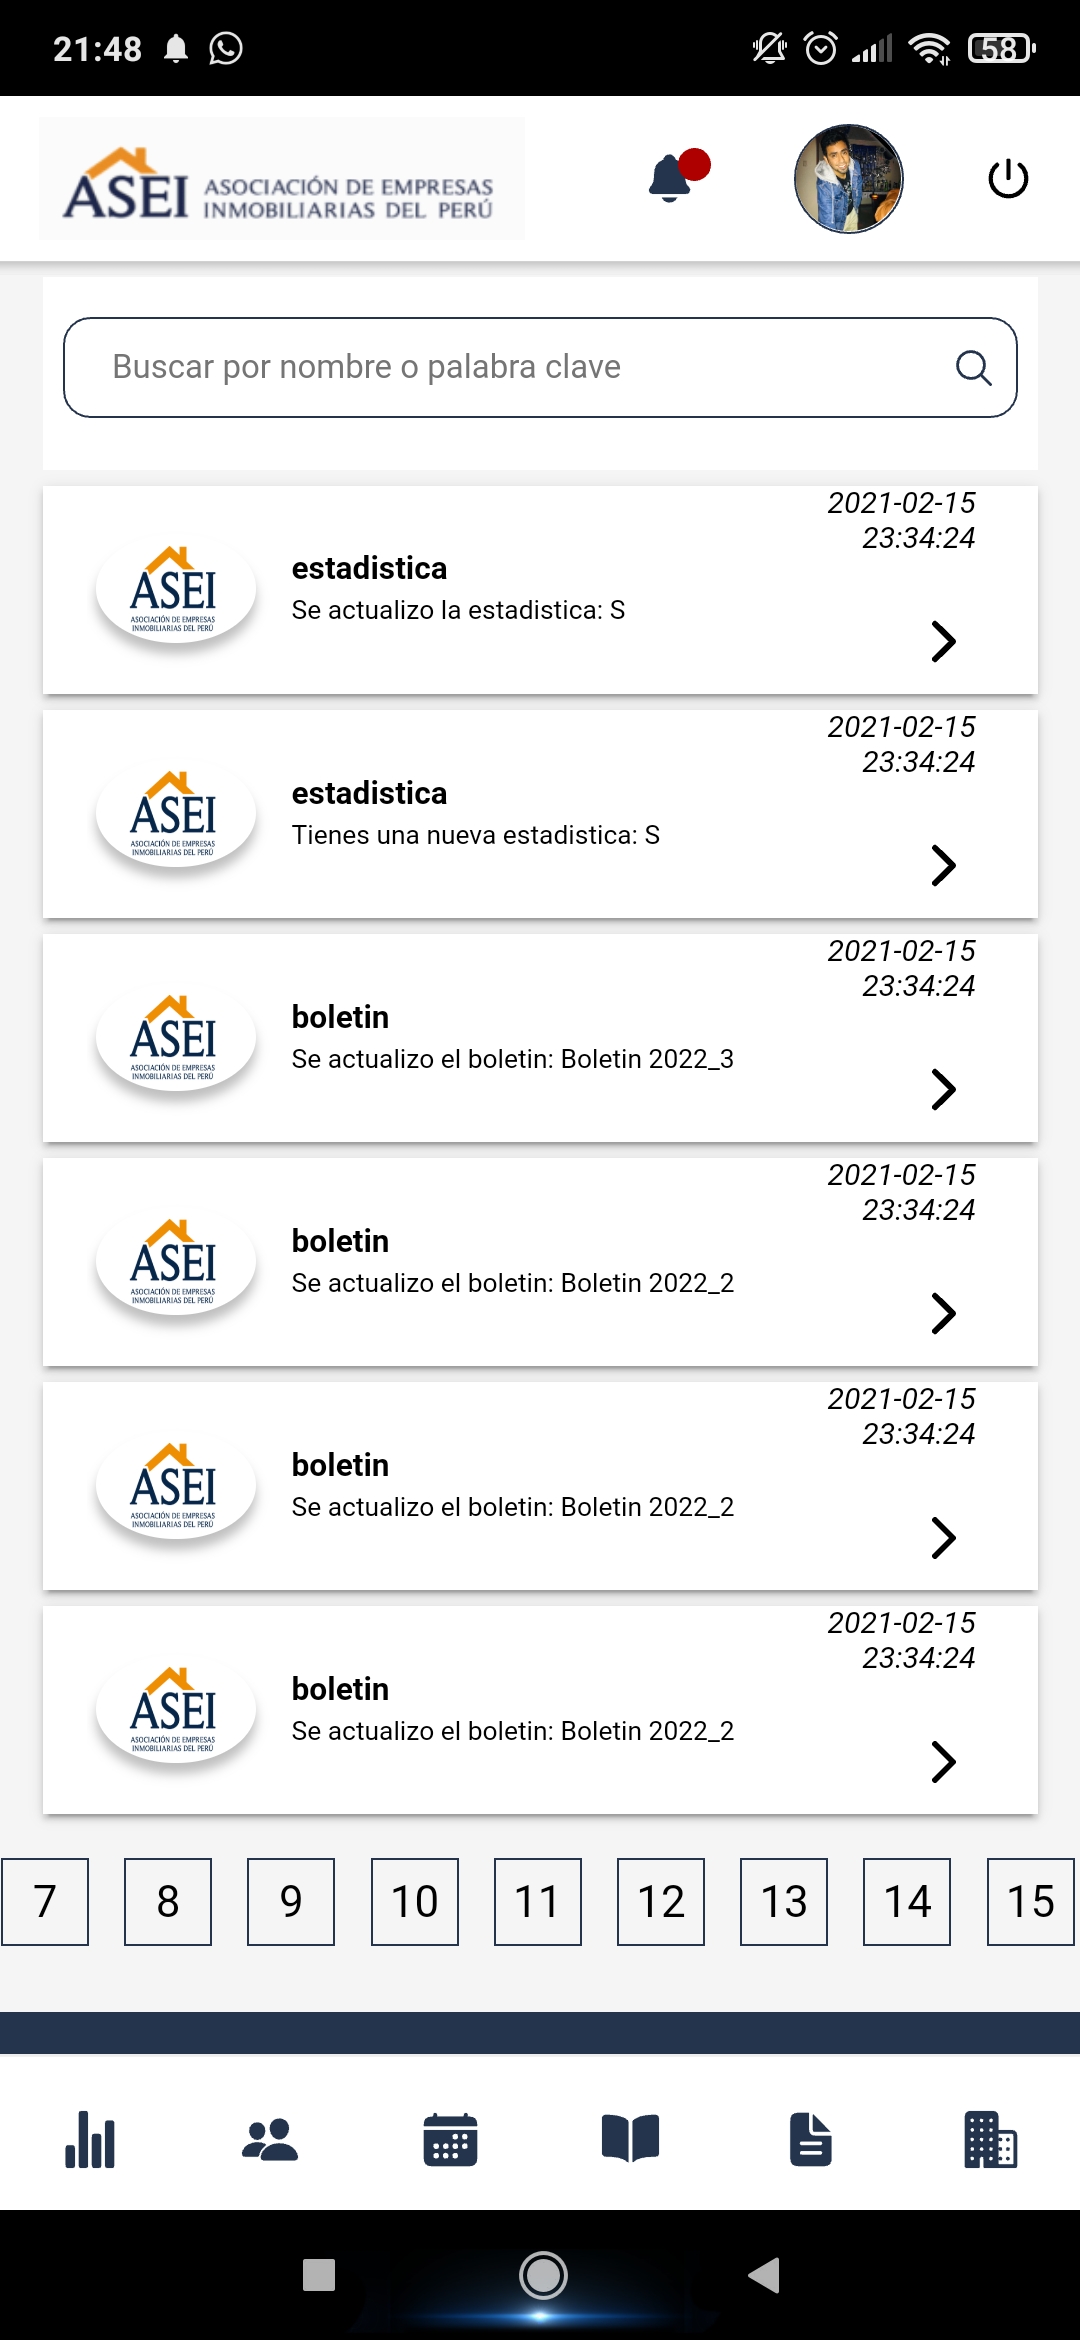 21:48
58
ASEI ASOCIACIÓN DE EMPRESAS
INMOBILIARIAS DEL PERÚ
Buscar por nombre o palabra clave
2021-02-15
23:34:24
ASEI
ASOCIACIÓN DE EMPRESAS
INMOBILIARIAS DEL PERÚ
estadistica
Se actualizo la estadistica: S
2021-02-15
23:34:24
ASEI
ASOCIACIÓN DE EMPRESAS
INMOBILIARIAS DEL PERÚ
estadistica
Tienes una nueva estadistica: S
2021-02-15
23:34:24
ASEI
ASOCIACIÓN DE EMPRESAS
INMOBILIARIAS DEL PERÚ
boletin
Se actualizo el boletin: Boletin 2022_3
2021-02-15
23:34:24
ASEI
ASOCIACIÓN DE EMPRESAS
INMOBILIARIAS DEL PERÚ
boletin
Se actualizo el boletin: Boletin 2022_2
2021-02-15
23:34:24
ASEI
ASOCIACIÓN DE EMPRESAS
INMOBILIARIAS DEL PERÚ
boletin
Se actualizo el boletin: Boletin 2022_2
2021-02-15
23:34:24
ASEI
ASOCIACIÓN DE EMPRESAS
INMOBILIARIAS DEL PERÚ
boletin
Se actualizo el boletin: Boletin 2022_2
7 8 9 10 11 12 13 14 15